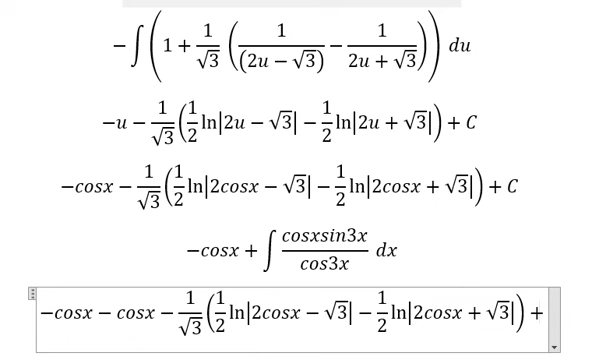 −∫(1 + 1/√3 (1/(2u − √3) − 1/(2u + √3))) du
−u − 1/√3 (1/2 ln|2u − √3| − 1/2 ln|2u + √3|) + C
−cosx − 1/√3 (1/2 ln|2cosx − √3| − 1/2 ln|2cosx + √3|) + C
−cosx + ∫ cosxsin3x/cos3x dx
−cosx − cosx − 1/√3 (1/2 ln|2cosx − √3| − 1/2 ln|2cosx + √3|) +